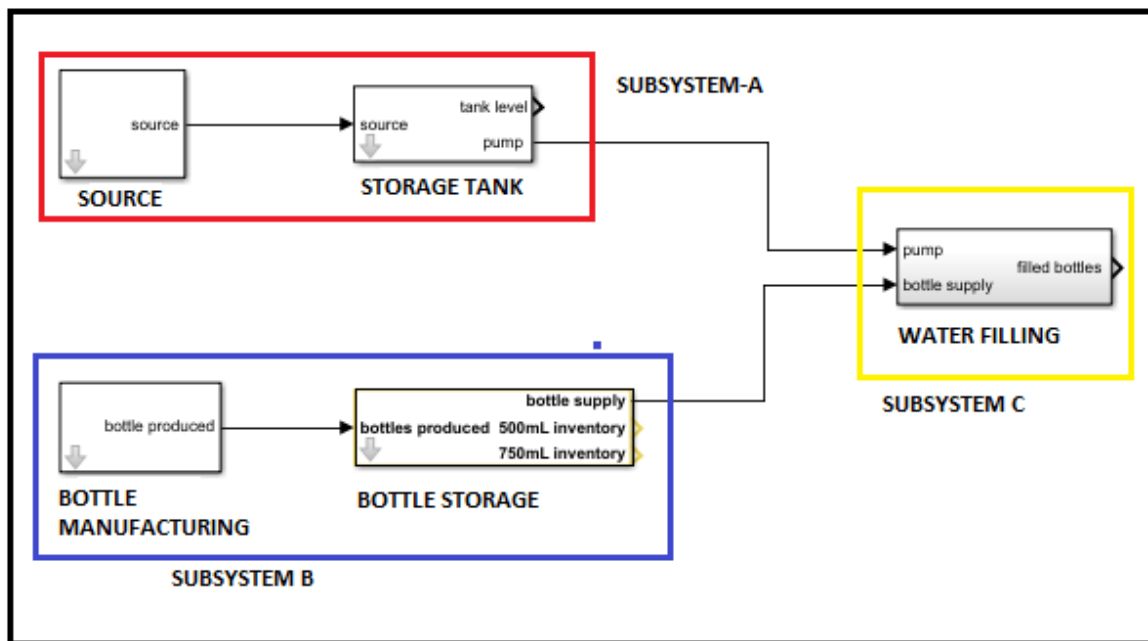 source
SOURCE
source
tank level
pump
STORAGE TANK
SUBSYSTEM-A
pump
bottle supply
filled bottles
WATER FILLING
SUBSYSTEM C
bottle produced
BOTTLE
MANUFACTURING
bottle supply
bottles produced 500mL inventory
750mL inventory
BOTTLE STORAGE
SUBSYSTEM B